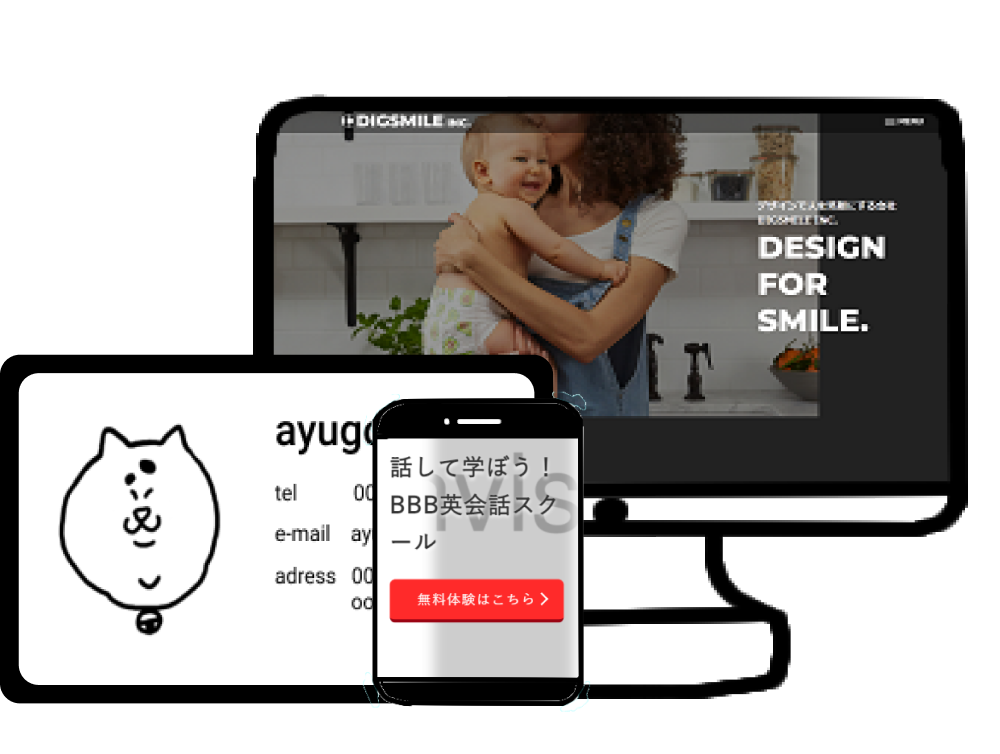 DIGSMILE INC.
MENU
デザインで人を笑顔にする会社
DIGSMILE INC.
DESIGN
FOR
SMILE.
ayugo
tel 00
e-mail ay
adress 00
oo
話して学ぼう！
BBB英会話スク
ール
無料体験はこちら